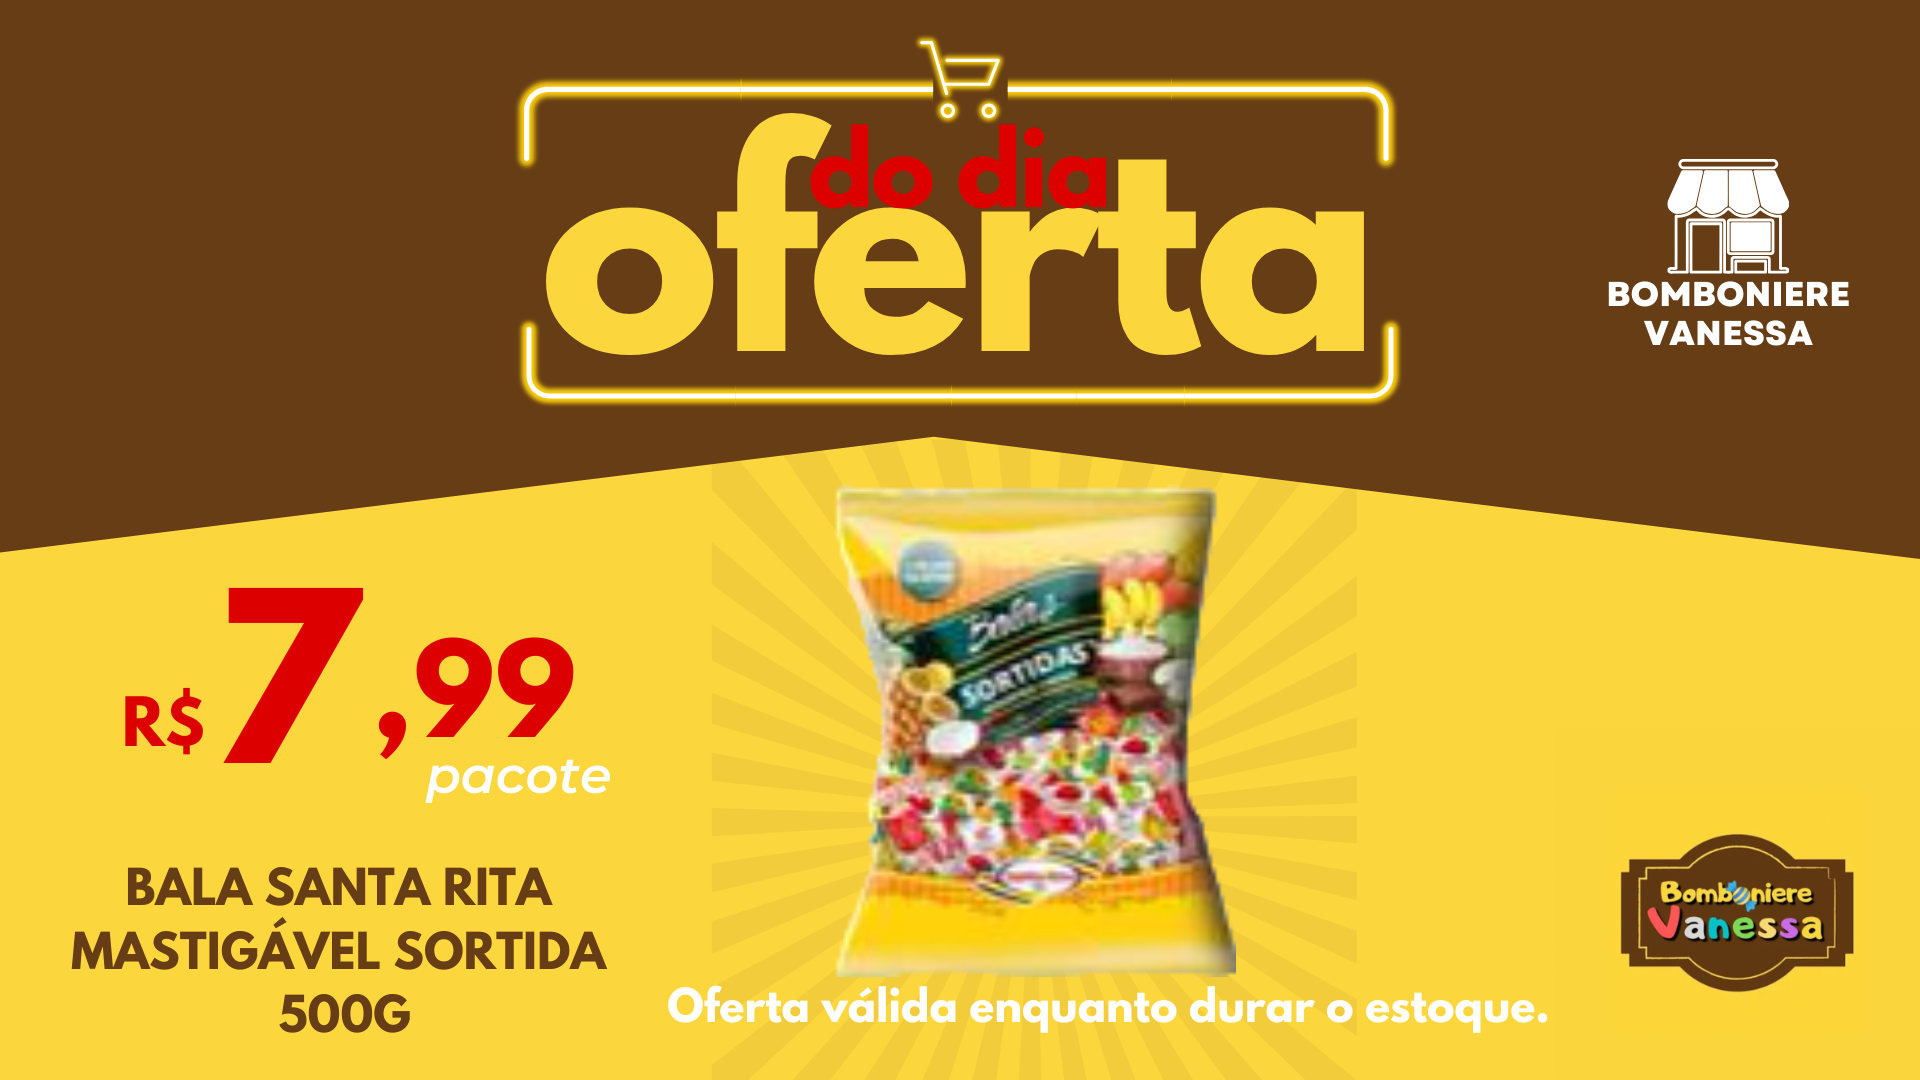 do dia
oferta
BOMBONIERE
VANESSA
R$7,99
pacote
BALA SANTA RITA
MASTIGÁVEL SORTIDA
500G
Balas
SORTIDAS
Oferta válida enquanto durar o estoque.
Bomboniere
Vanessa